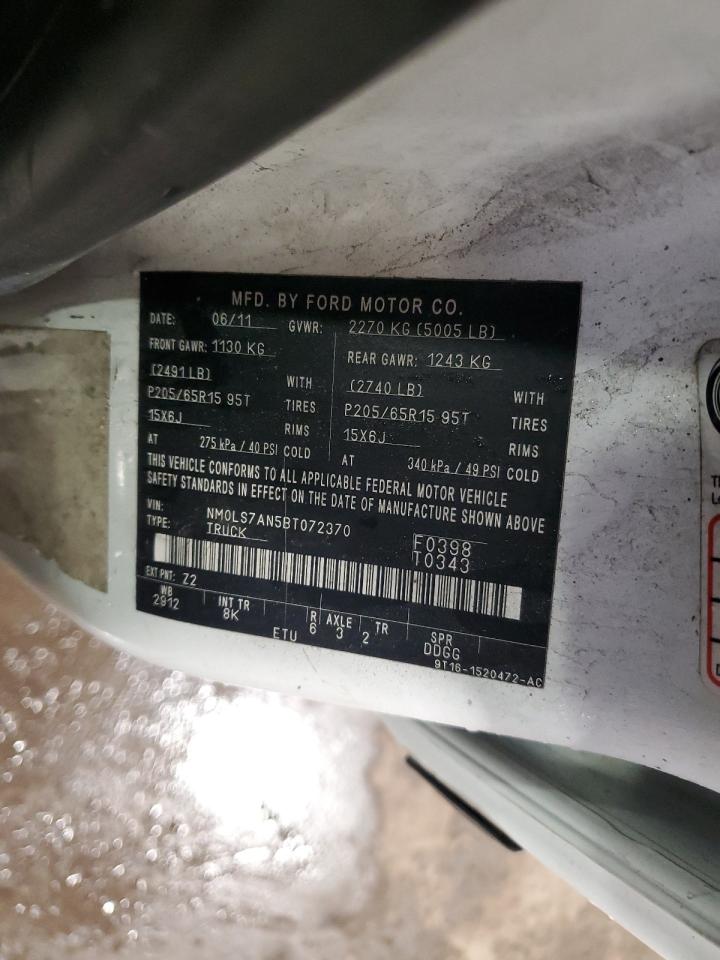 MFD. BY FORD MOTOR CO.
DATE: 06/11 GVWR: 2270 KG (5005 LB)
FRONT GAWR: 1130 KG REAR GAWR: 1243 KG
(2491 LB) WITH (2740 LB) WITH
P205/65R15 95T TIRES P205/65R15 95T TIRES
15X6J RIMS 15X6J RIMS
AT 275 kPa / 40 PSI COLD AT 340 kPa / 49 PSI COLD
THIS VEHICLE CONFORMS TO ALL APPLICABLE FEDERAL MOTOR VEHICLE
SAFETY STANDARDS IN EFFECT ON THE DATE OF MANUFACTURE SHOWN ABOVE
VIN: NM0LS7AN5BT072370 F0398
TYPE: TRUCK T0343
EXT PNT: Z2
WB INT TR R AXLE TR SPR
2912 8K 6 3 2 DDGG
ETU 9T16-1520472-AC